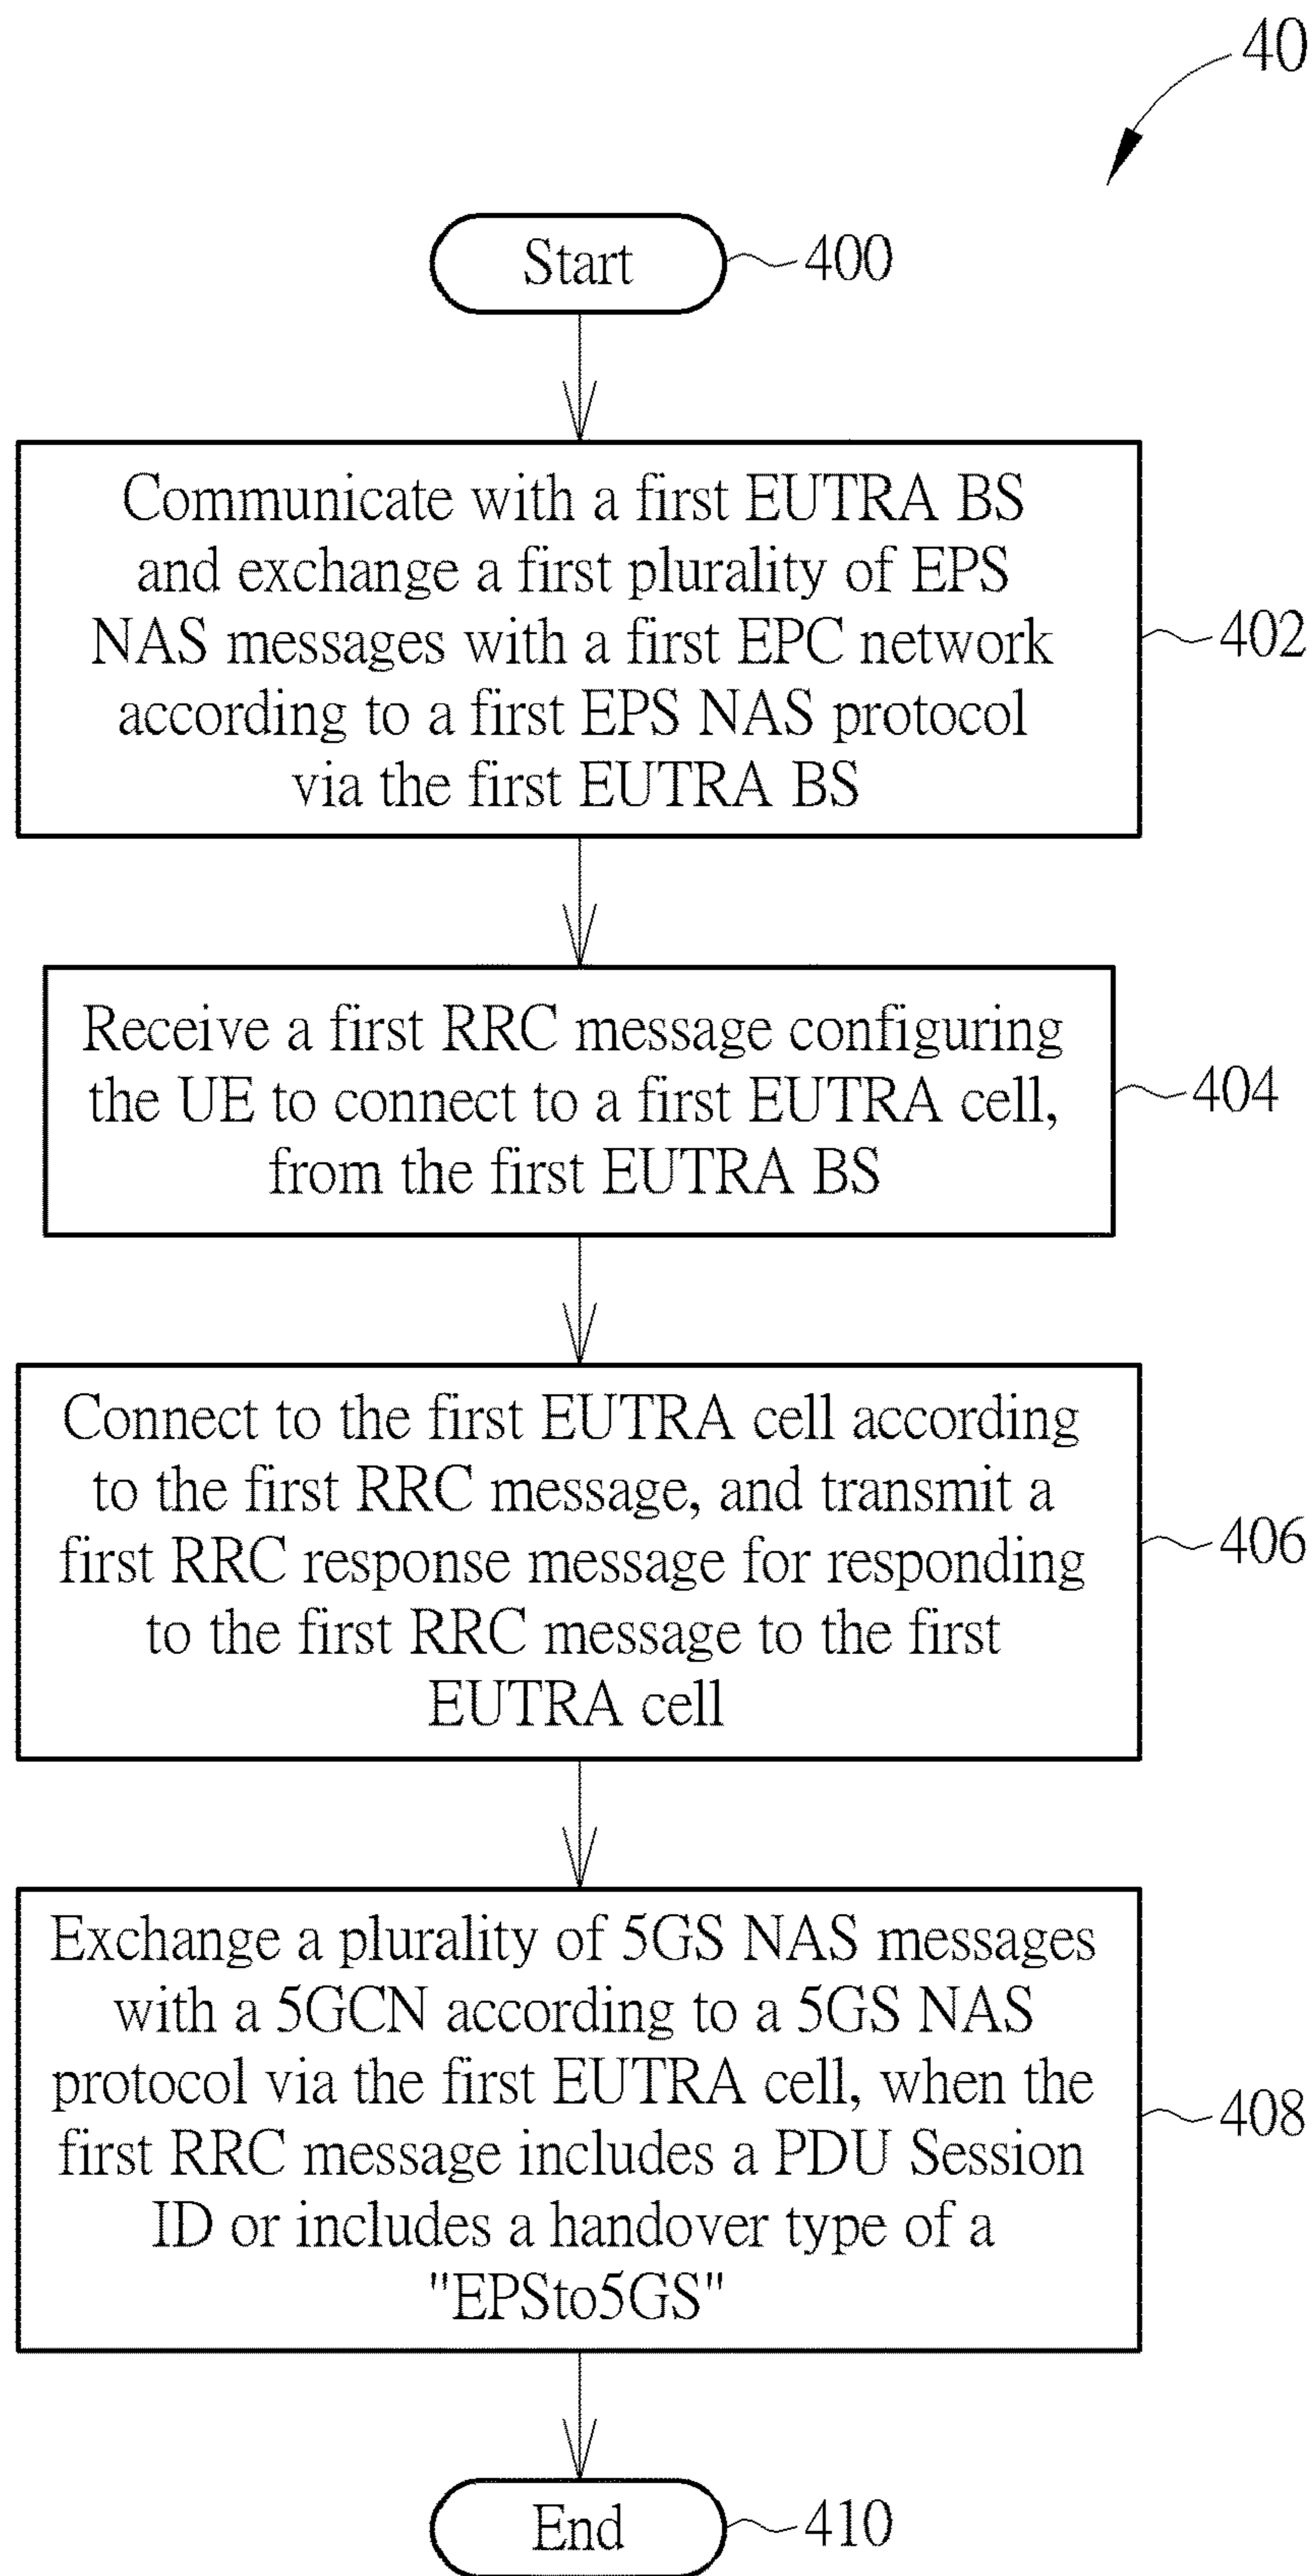 40
Start
400
Communicate with a first EUTRA BS
and exchange a first plurality of EPS
NAS messages with a first EPC network
according to a first EPS NAS protocol
via the first EUTRA BS
402
Receive a first RRC message configuring
the UE to connect to a first EUTRA cell,
from the first EUTRA BS
404
Connect to the first EUTRA cell according
to the first RRC message, and transmit a
first RRC response message for responding
to the first RRC message to the first
EUTRA cell
406
Exchange a plurality of 5GS NAS messages
with a 5GCN according to a 5GS NAS
protocol via the first EUTRA cell, when the
first RRC message includes a PDU Session
ID or includes a handover type of a
"EPSto5GS"
408
End
410